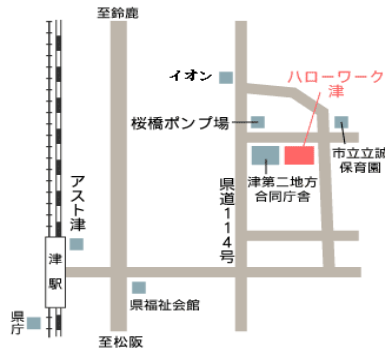 至鈴鹿
イオン
ハローワーク
津
桜橋ポンプ場
市立立誠
保育園
津第二地方
合同庁舎
県道114号
アスト津
津駅
県福祉会館
県庁
至松阪